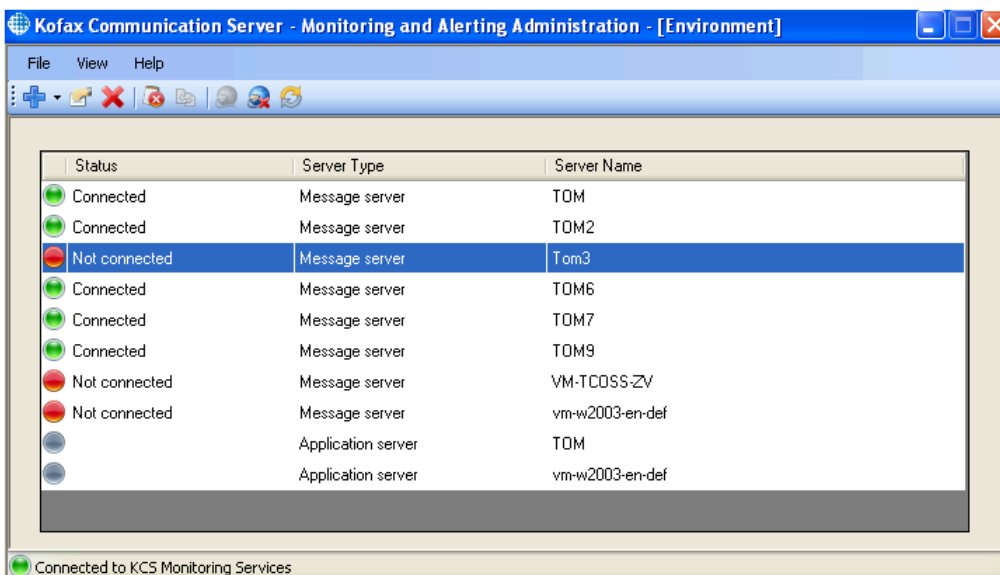 Kofax Communication Server - Monitoring and Alerting Administration - [Environment]
File View Help
Status Server Type Server Name
Connected Message server TOM
Connected Message server TOM2
Not connected Message server Tom3
Connected Message server TOM6
Connected Message server TOM7
Connected Message server TOM9
Not connected Message server VM-TCOSS-ZV
Not connected Message server vm-w2003-en-def
Application server TOM
Application server vm-w2003-en-def
Connected to KCS Monitoring Services